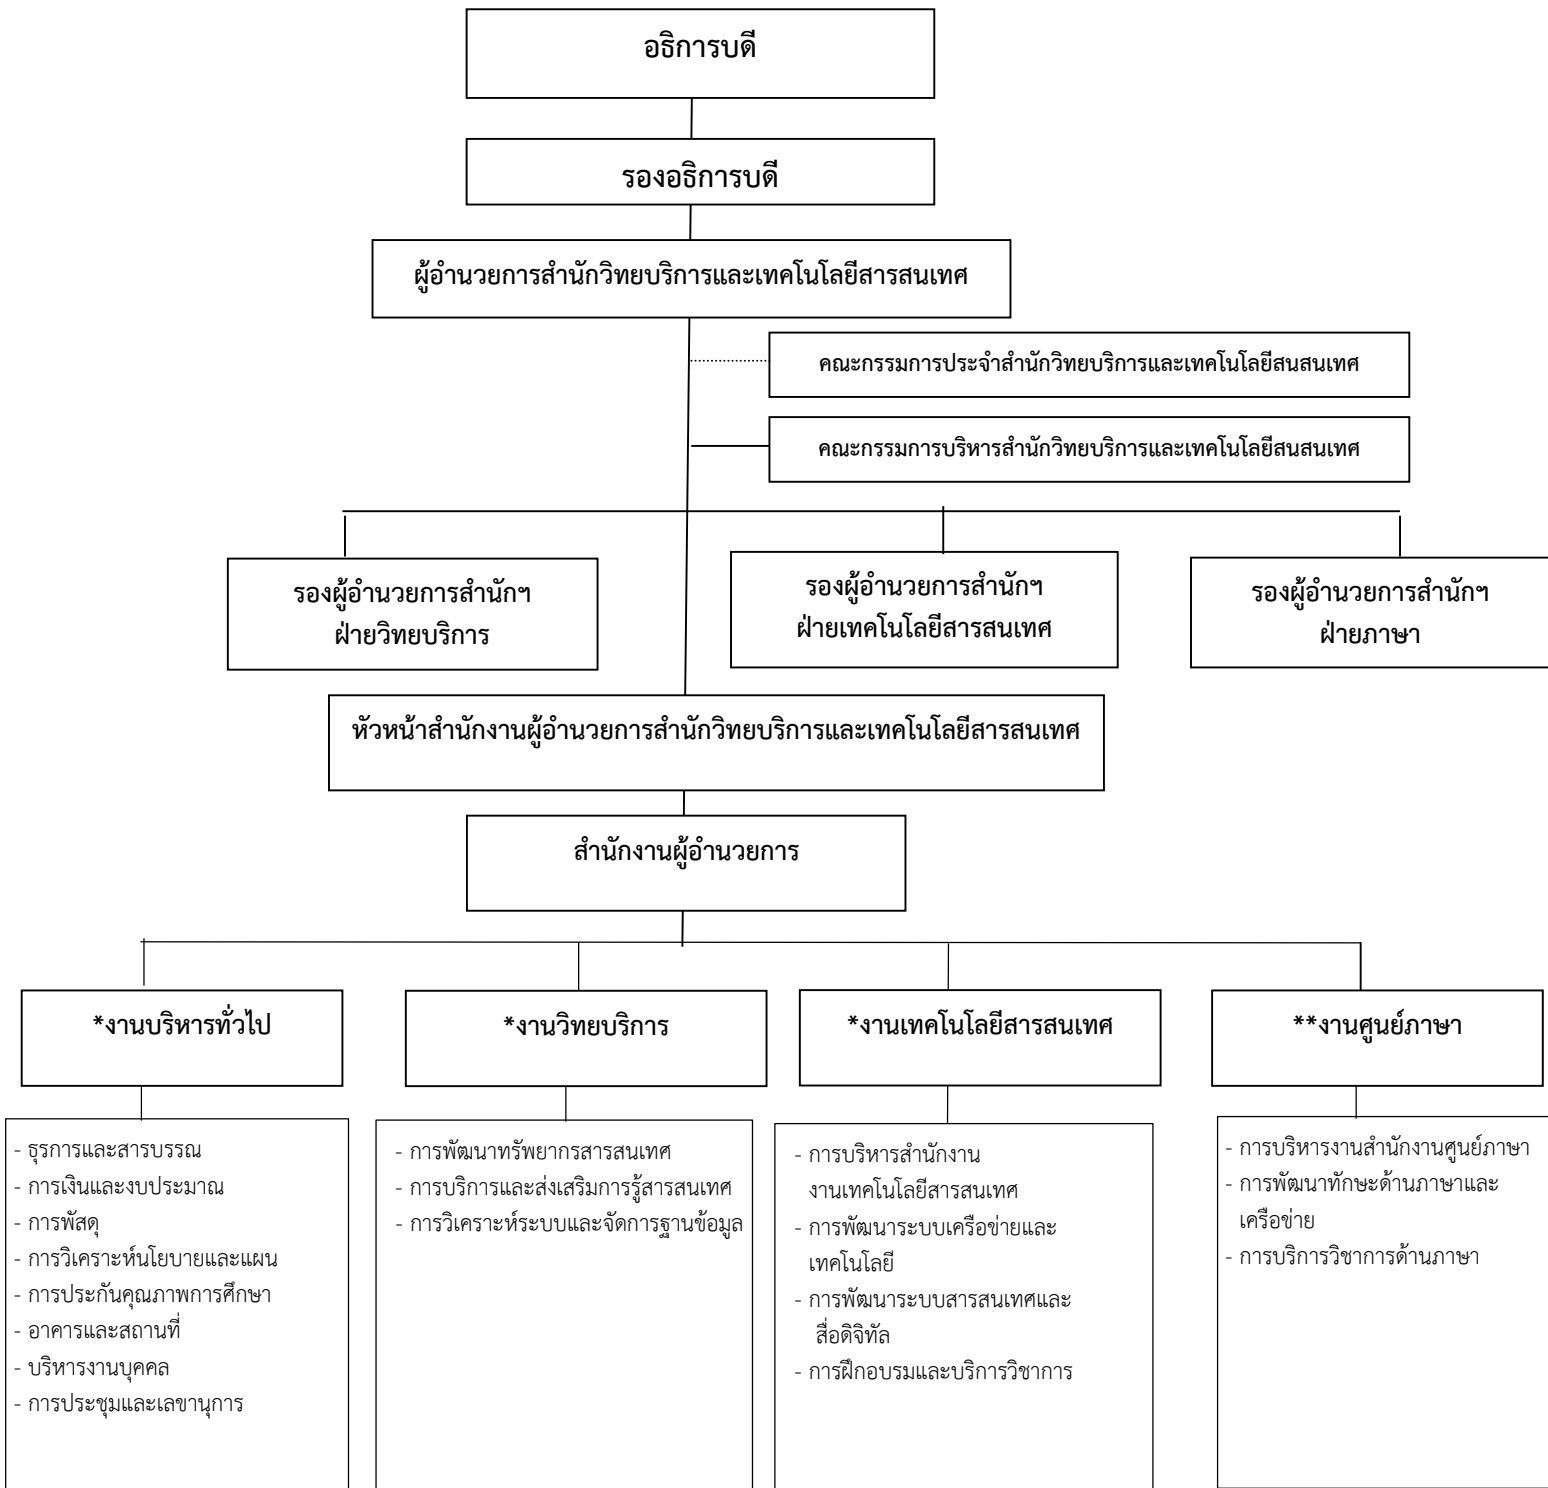 อธิการบดี
รองอธิการบดี
ผู้อำนวยการสำนักวิทยบริการและเทคโนโลยีสารสนเทศ
คณะกรรมการประจำสำนักวิทยบริการและเทคโนโลยีสนสนเทศ
คณะกรรมการบริหารสำนักวิทยบริการและเทคโนโลยีสนสนเทศ
รองผู้อำนวยการสำนักฯ
ฝ่ายวิทยบริการ
รองผู้อำนวยการสำนักฯ
ฝ่ายเทคโนโลยีสารสนเทศ
รองผู้อำนวยการสำนักฯ
ฝ่ายภาษา
หัวหน้าสำนักงานผู้อำนวยการสำนักวิทยบริการและเทคโนโลยีสารสนเทศ
สำนักงานผู้อำนวยการ
*งานบริหารทั่วไป
*งานวิทยบริการ
*งานเทคโนโลยีสารสนเทศ
**งานศูนย์ภาษา
- ธุรการและสารบรรณ
- การเงินและงบประมาณ
- การพัสดุ
- การวิเคราะห์นโยบายและแผน
- การประกันคุณภาพการศึกษา
- อาคารและสถานที่
- บริหารงานบุคคล
- การประชุมและเลขานุการ
- การพัฒนาทรัพยากรสารสนเทศ
- การบริการและส่งเสริมการรู้สารสนเทศ
- การวิเคราะห์ระบบและจัดการฐานข้อมูล
- การบริหารสำนักงาน
งานเทคโนโลยีสารสนเทศ
- การพัฒนาระบบเครือข่ายและ
เทคโนโลยี
- การพัฒนาระบบสารสนเทศและ
สื่อดิจิทัล
- การฝึกอบรมและบริการวิชาการ
- การบริหารงานสำนักงานศูนย์ภาษา
- การพัฒนาทักษะด้านภาษาและ
เครือข่าย
- การบริการวิชาการด้านภาษา